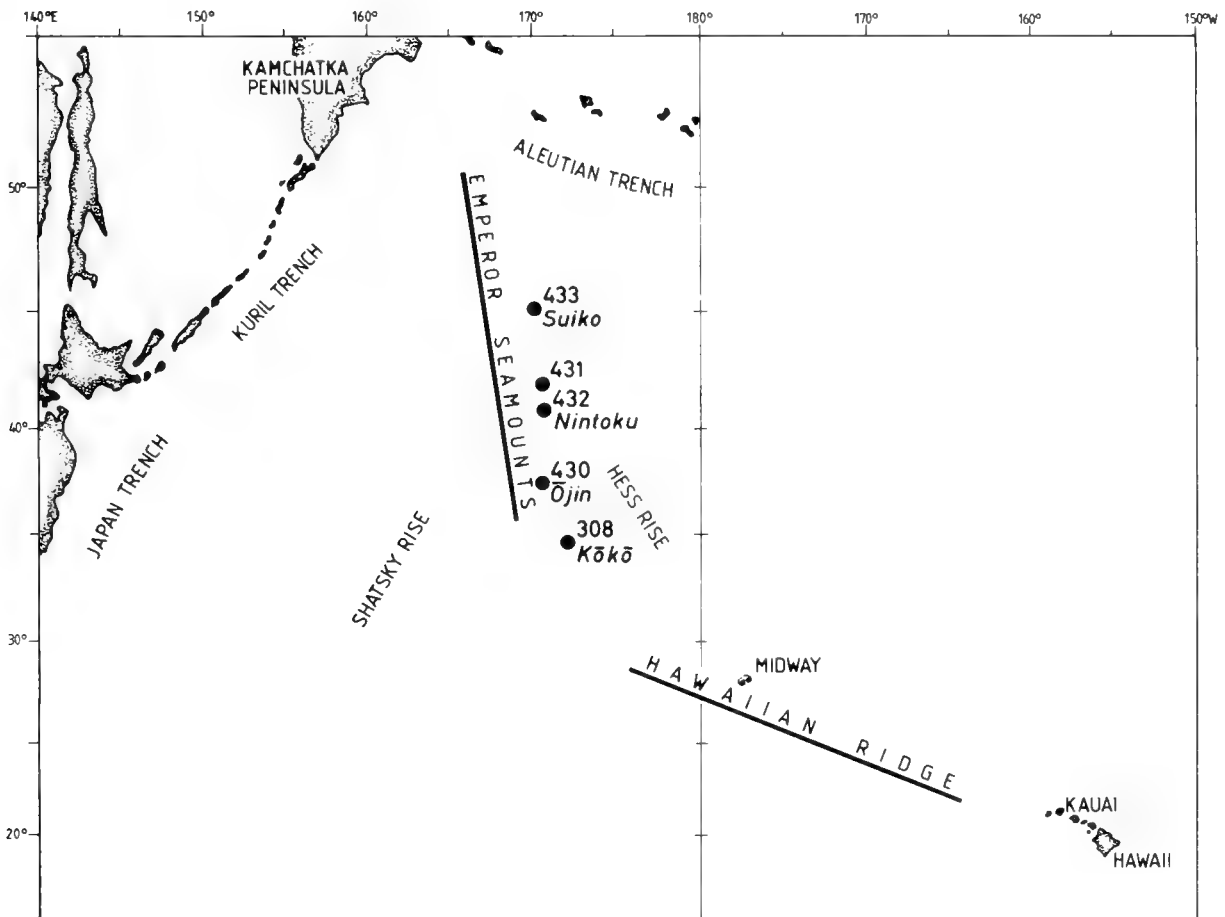 140°E 150° 160° 170° 180° 170° 160° 150°W
KAMCHATKA
PENINSULA
ALEUTIAN TRENCH
50°
EMPEROR SEAMOUNTS
KURIL TRENCH
433
Suiko
431
432
Nintoku
40°
JAPAN TRENCH
430
Ōjin
HESS RISE
308
Kōkō
SHATSKY RISE
30°
MIDWAY
HAWAIIAN RIDGE
KAUAI
20°
HAWAII